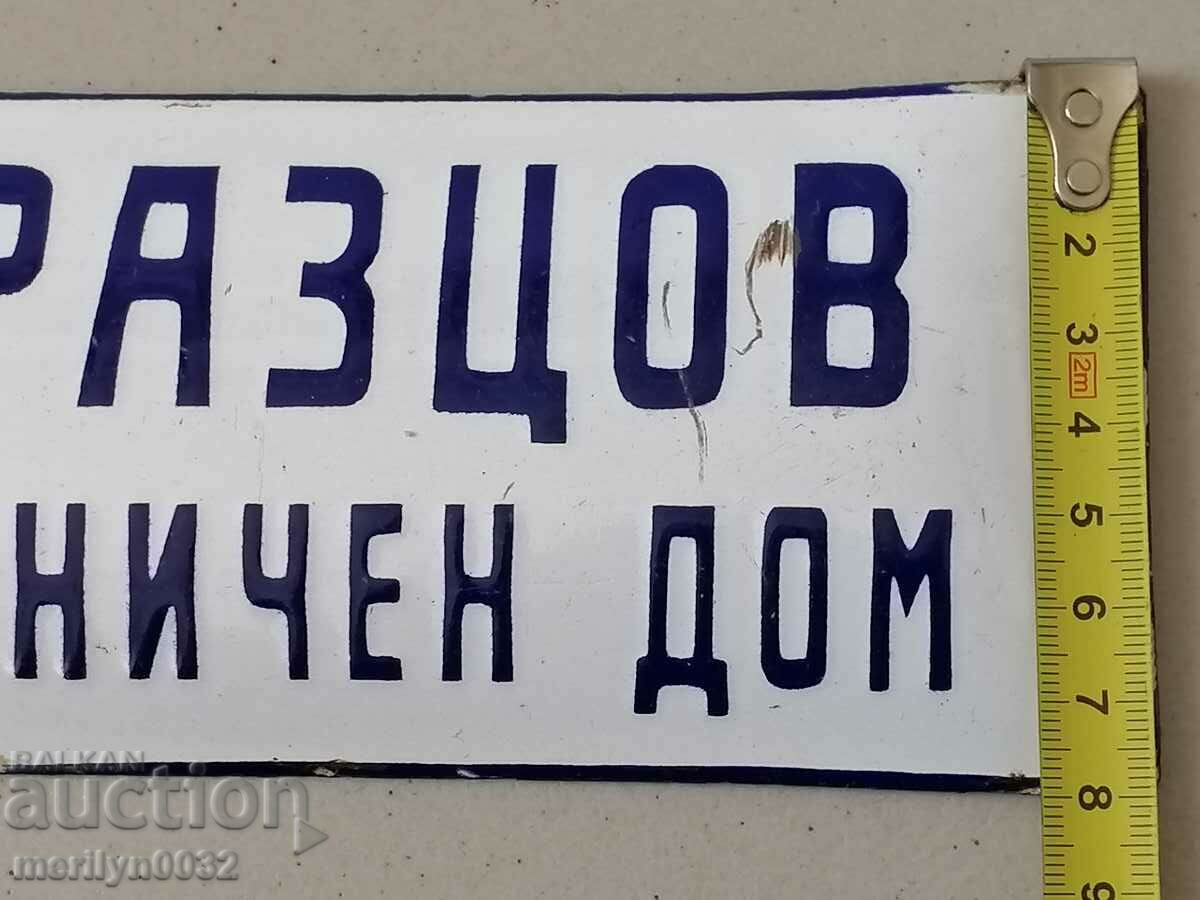 РАЗЦОВ
НИЧЕН ДОМ
2
3
2m
4
5
6
7
8
9
BALKAN
auction
merilyn0032